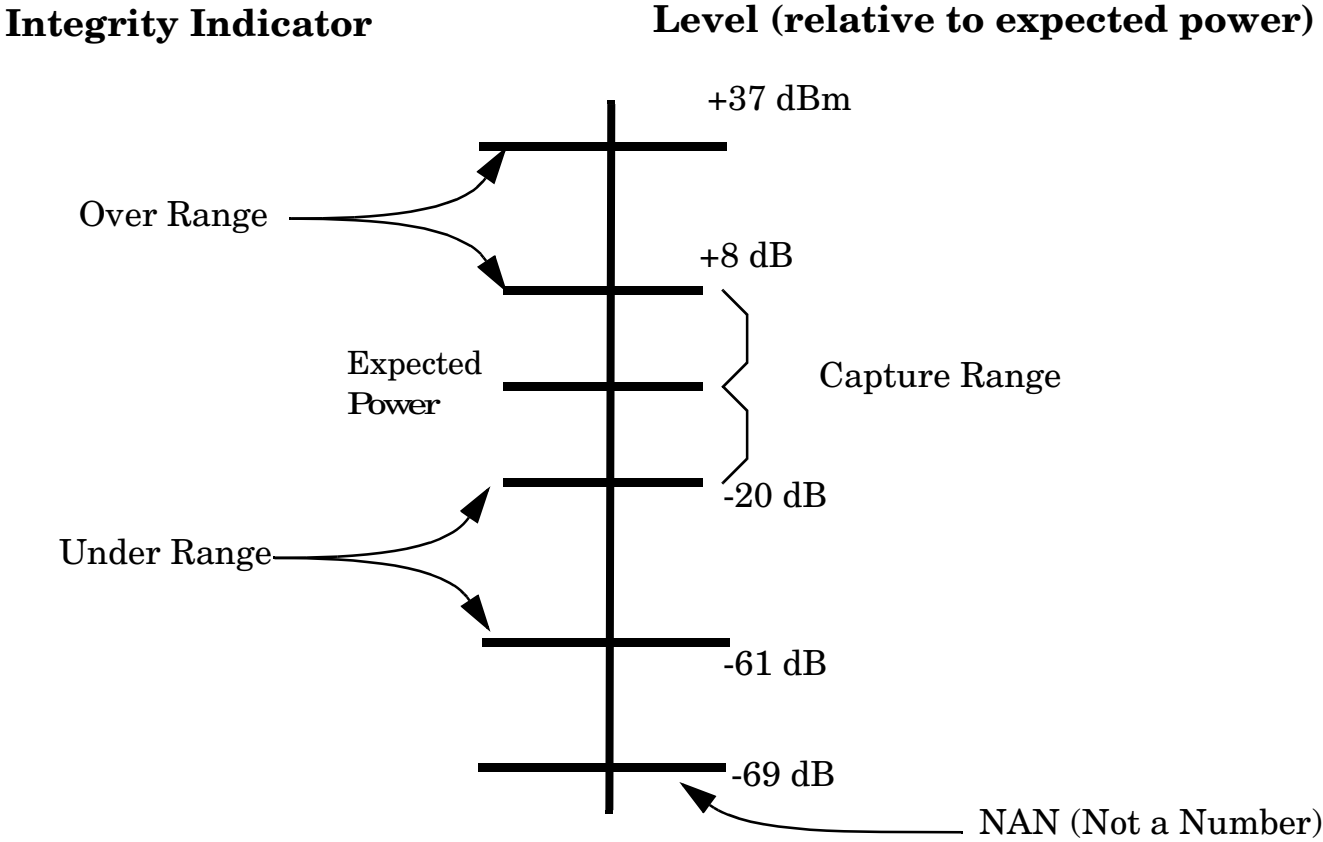 Integrity Indicator
Level (relative to expected power)
+37 dBm
Over Range
+8 dB
Expected
Power
Capture Range
-20 dB
Under Range
-61 dB
-69 dB
NAN (Not a Number)